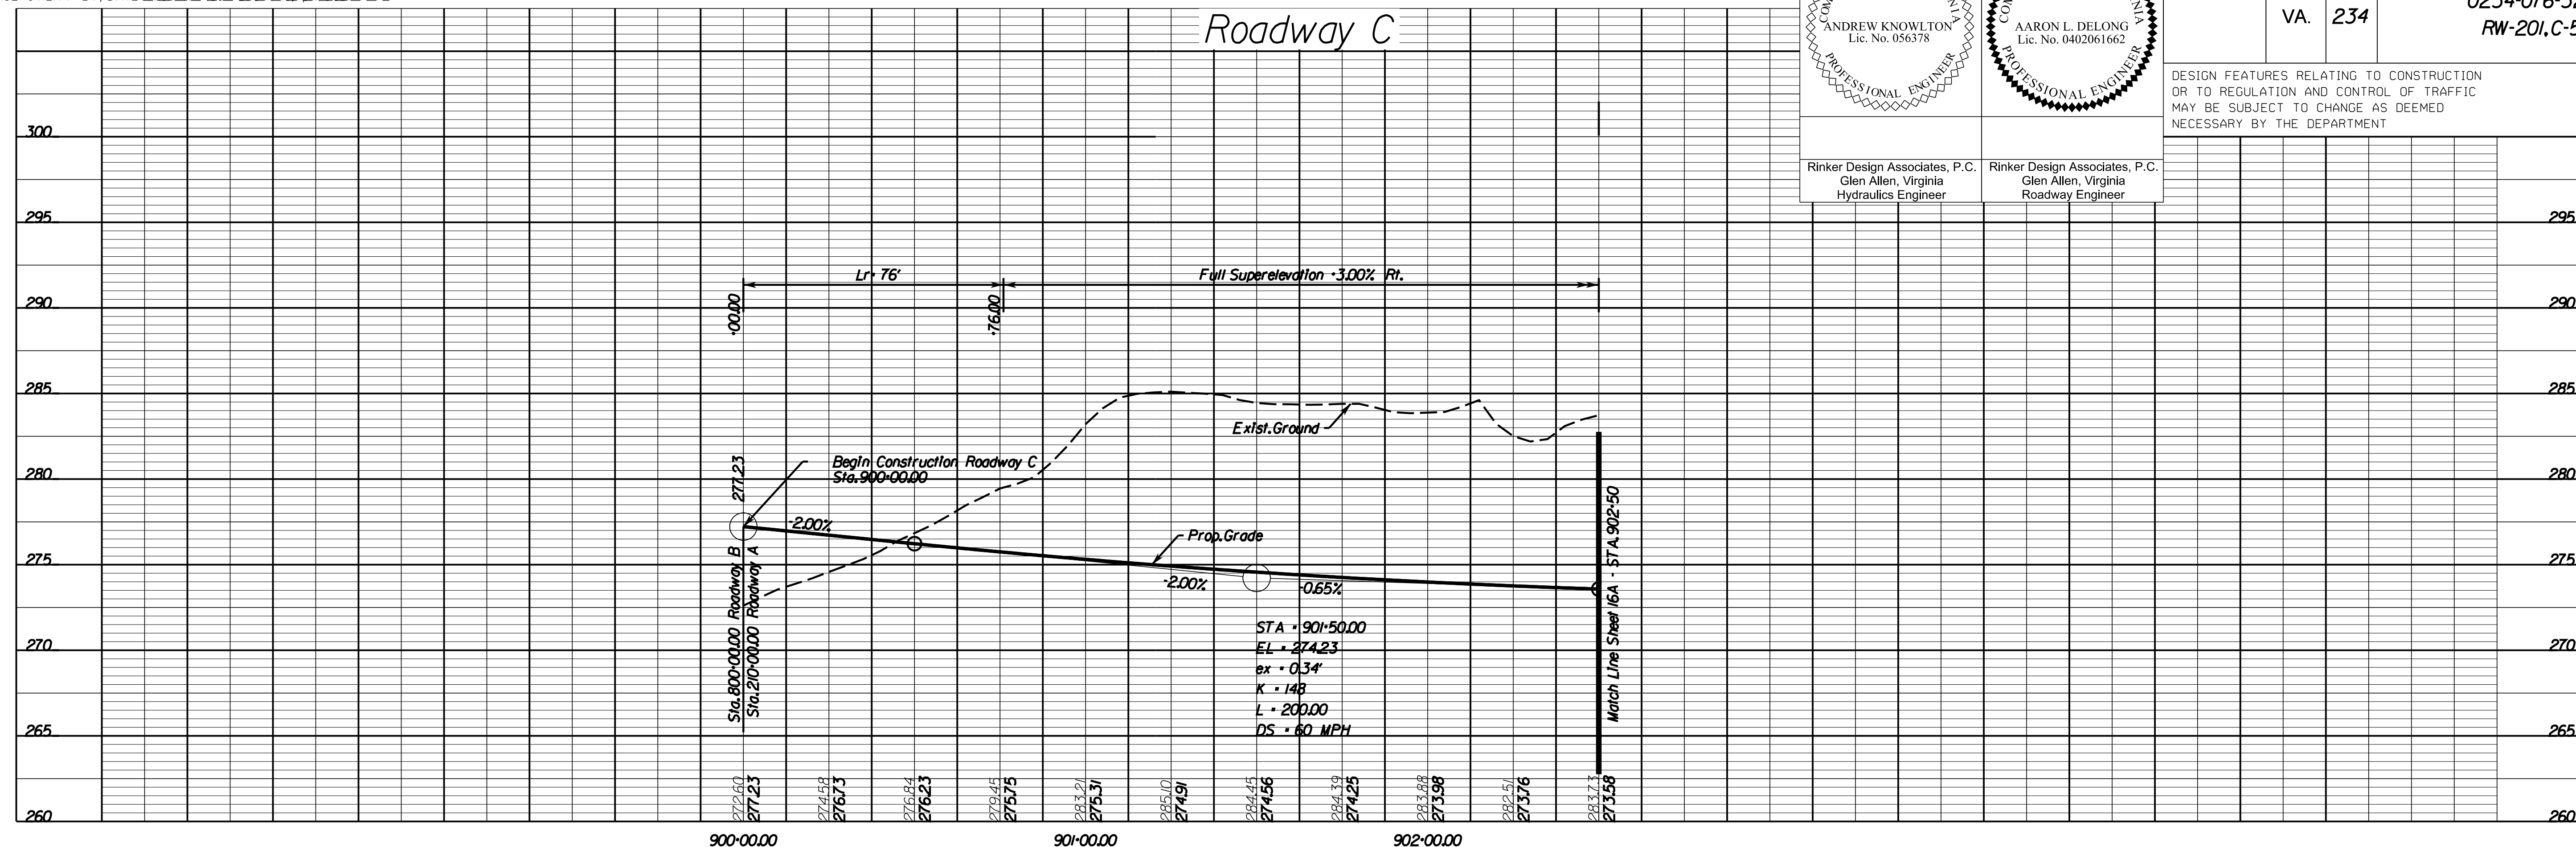 Roadway C
ANDREW KNOWLTON
Lic. No. 056378
PROFESSIONAL ENGINEER
AARON L. DELONG
Lic. No. 0402061662
PROFESSIONAL ENGINEER
VA.
234
RW-201,C-5
DESIGN FEATURES RELATING TO CONSTRUCTION
OR TO REGULATION AND CONTROL OF TRAFFIC
MAY BE SUBJECT TO CHANGE AS DEEMED
NECESSARY BY THE DEPARTMENT
Rinker Design Associates, P.C.
Glen Allen, Virginia
Hydraulics Engineer
Rinker Design Associates, P.C.
Glen Allen, Virginia
Roadway Engineer
300
295
295
290
290
285
285
280
280
275
275
270
270
265
265
260
260
Lr= 76'
Full Superelevation +3.00% Rt.
+00.00
+76.00
Exist.Ground
Begin Construction Roadway C
Sta.900+00.00
277.23
-2.00%
Prop.Grade
-2.00%
-0.65%
Sta.800+00.00 Roadway B
Sta.210+00.00 Roadway A
STA = 901+50.00
EL = 274.23
ex = 0.34'
K = 148
L = 200.00
DS = 60 MPH
Match Line Sheet 16A - STA.902+50
272.60
277.23
274.58
276.73
276.84
276.23
279.45
275.75
283.21
275.31
285.10
274.91
284.45
274.56
284.39
274.25
283.88
273.98
282.51
273.76
283.73
273.58
900+00.00
901+00.00
902+00.00